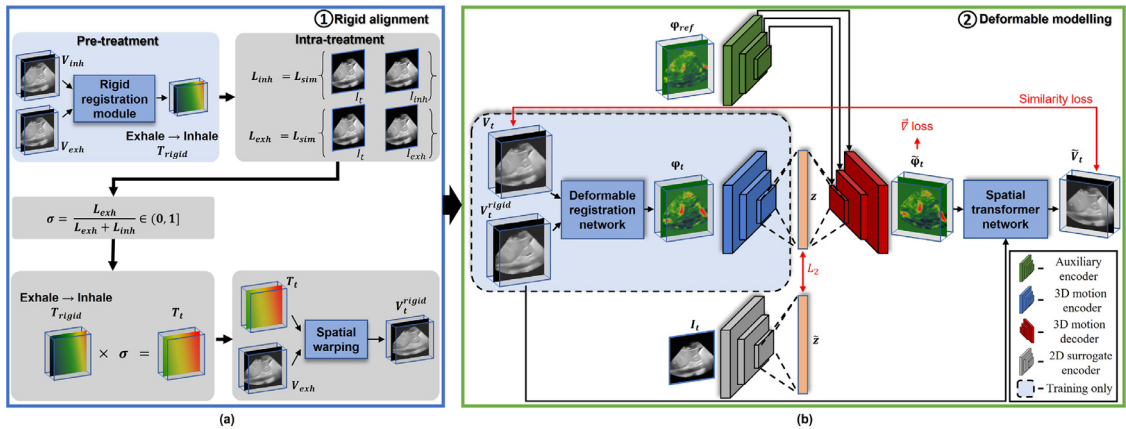 ① Rigid alignment
Pre-treatment
V_inh
Rigid
registration
module
V_exh
Exhale → Inhale
T_rigid
Intra-treatment
L_inh = L_sim {
I_t
I_inh
}
L_exh = L_sim {
I_t
I_exh
}
σ = L_exh / (L_exh + L_inh) ∈ (0, 1]
Exhale → Inhale
T_rigid
× σ =
T_t
T_t
V_exh
Spatial
warping
V_t^rigid
(a)
② Deformable modelling
φ_ref
Similarity loss
V_t
V_t^rigid
Deformable
registration
network
φ_t
z
∇⃗ loss
φ̃_t
Spatial
transformer
network
Ṽ_t
L_2
I_t
z̃
Auxiliary
encoder
3D motion
encoder
3D motion
decoder
2D surrogate
encoder
Training only
(b)